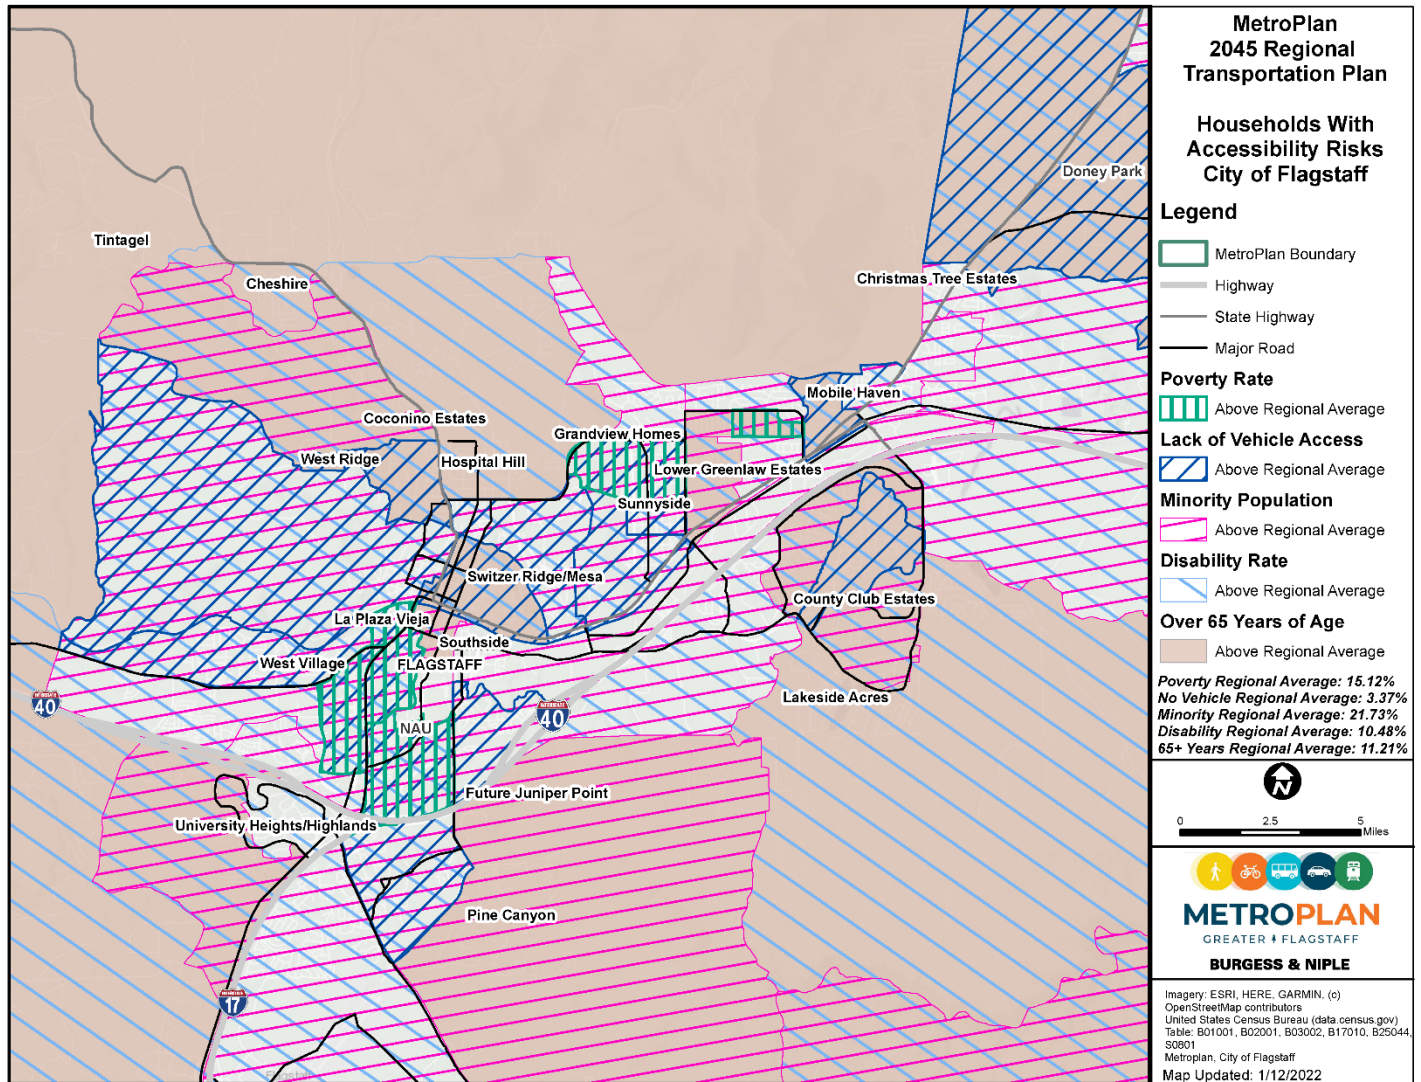 MetroPlan
2045 Regional
Transportation Plan
Households With
Accessibility Risks
City of Flagstaff
Legend
MetroPlan Boundary
Highway
State Highway
Major Road
Poverty Rate
Above Regional Average
Lack of Vehicle Access
Above Regional Average
Minority Population
Above Regional Average
Disability Rate
Above Regional Average
Over 65 Years of Age
Above Regional Average
Poverty Regional Average: 15.12%
No Vehicle Regional Average: 3.37%
Minority Regional Average: 21.73%
Disability Regional Average: 10.48%
65+ Years Regional Average: 11.21%
N
0 2.5 5
Miles
METROPLAN
GREATER FLAGSTAFF
BURGESS & NIPLE
Imagery: ESRI, HERE, GARMIN, (c)
OpenStreetMap contributors
United States Census Bureau (data.census.gov)
Table: B01001, B02001, B03002, B17010, B25044,
S0801
Metroplan, City of Flagstaff
Map Updated: 1/12/2022
Doney Park
Tintagel
Cheshire
Christmas Tree Estates
Mobile Haven
Coconino Estates
Grandview Homes
West Ridge
Hospital Hill
Lower Greenlaw Estates
Sunnyside
Switzer Ridge/Mesa
County Club Estates
La Plaza Vieja
Southside
West Village
FLAGSTAFF
Lakeside Acres
INTERSTATE
40
INTERSTATE
40
NAU
Future Juniper Point
University Heights/Highlands
Pine Canyon
17
Flagstaff